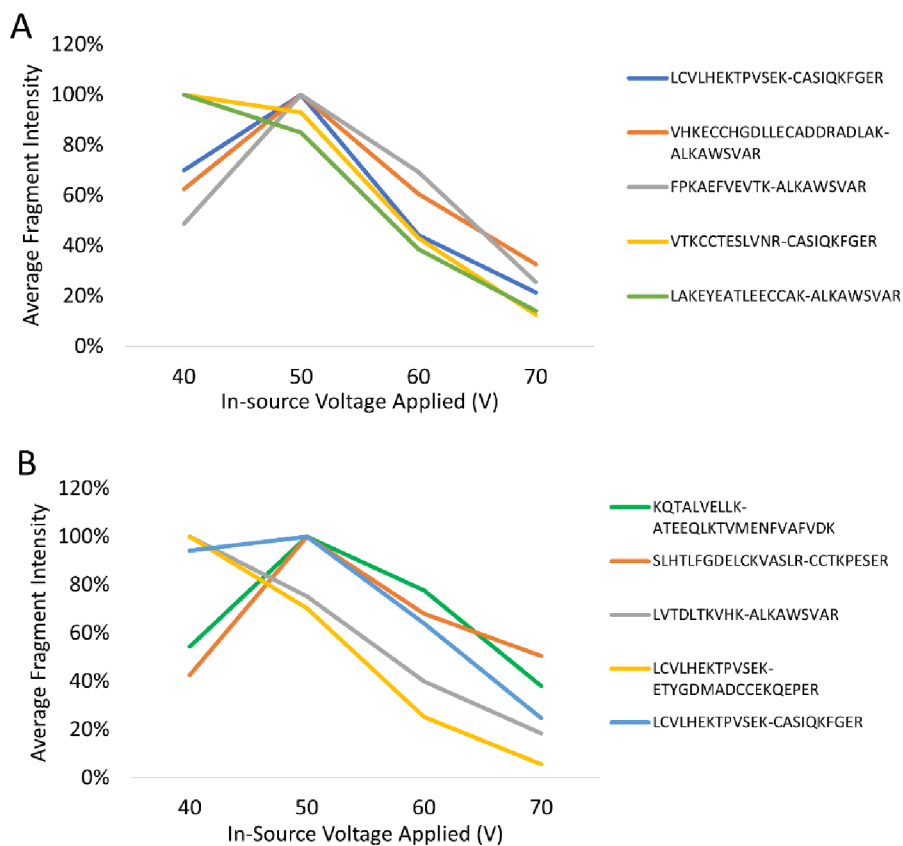 A
120%
100%
80%
60%
40%
20%
0%
Average Fragment Intensity
40 50 60 70
In-source Voltage Applied (V)
LCVLHEKTPVSEK-CASIQKFGER
VHKECCHGDLLECADDRADLAK-
ALKAWSVAR
FPKAEFVEVTK-ALKAWSVAR
VTKCCTESLVNR-CASIQKFGER
LAKEYEATLEECCAK-ALKAWSVAR
B
120%
100%
80%
60%
40%
20%
0%
Average Fragment Intensity
40 50 60 70
In-Source Voltage Applied (V)
KQTALVELLK-
ATEEQLKTVMENFVAFVDK
SLHTLFGDELCKVASLR-CCTKPESER
LVTDLTKVHK-ALKAWSVAR
LCVLHEKTPVSEK-
ETYGDMADCCEKQEPER
LCVLHEKTPVSEK-CASIQKFGER